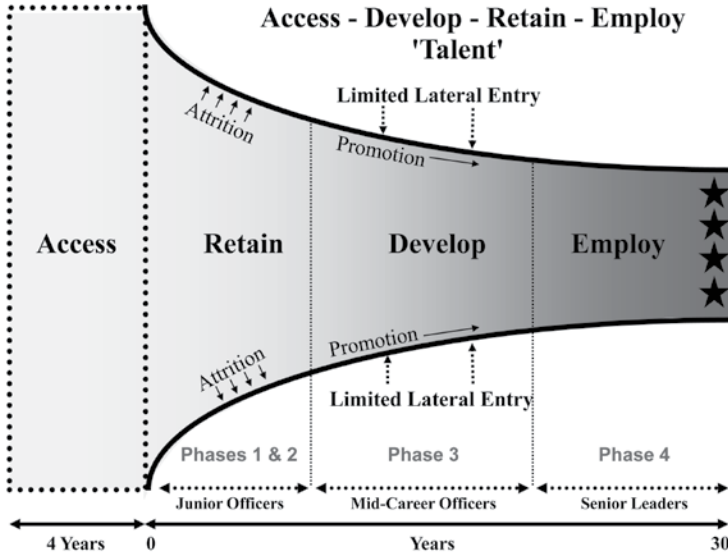 Access - Develop - Retain - Employ
'Talent'
Limited Lateral Entry
Attrition
Promotion
Access
Retain
Develop
Employ
Promotion
Attrition
Limited Lateral Entry
Phases 1 & 2
Phase 3
Phase 4
Junior Officers
Mid-Career Officers
Senior Leaders
4 Years
0
Years
30